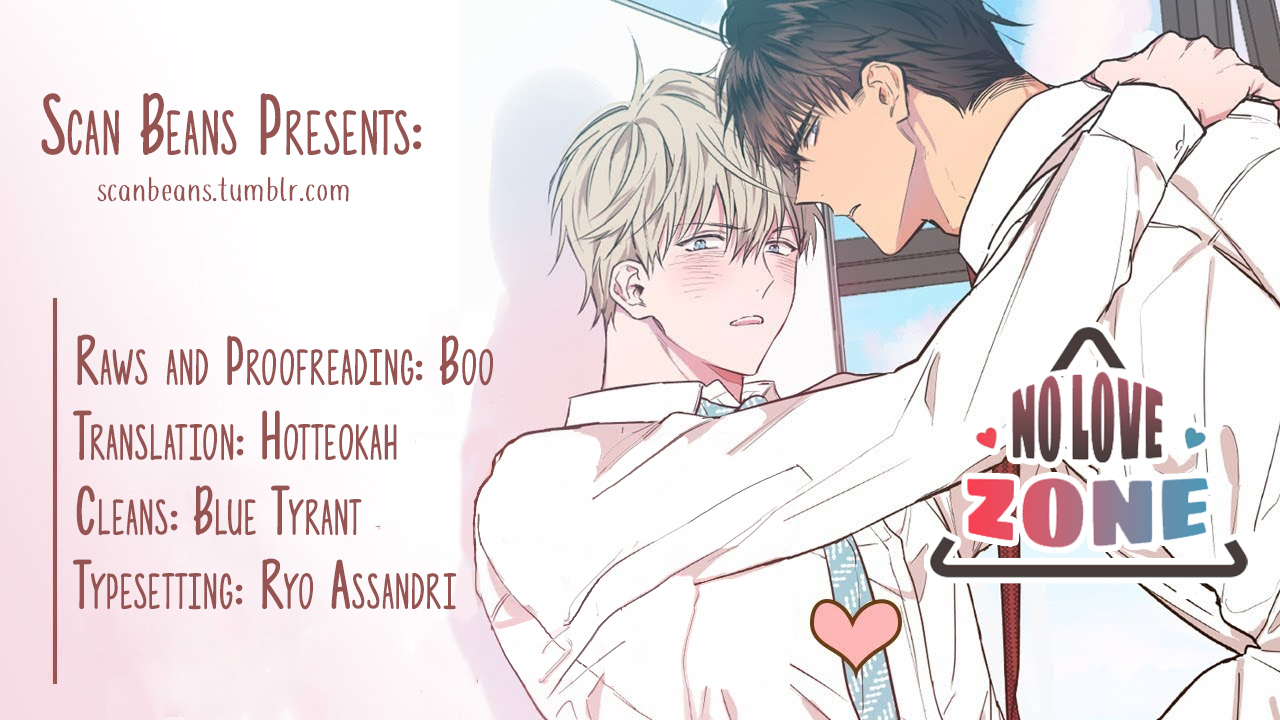 Scan Beans Presents:
scanbeans.tumblr.com
Raws and Proofreading: Boo
Translation: Hotteokah
Cleans: Blue Tyrant
Typesetting: Ryo Assandri
NO LOVE
ZONE